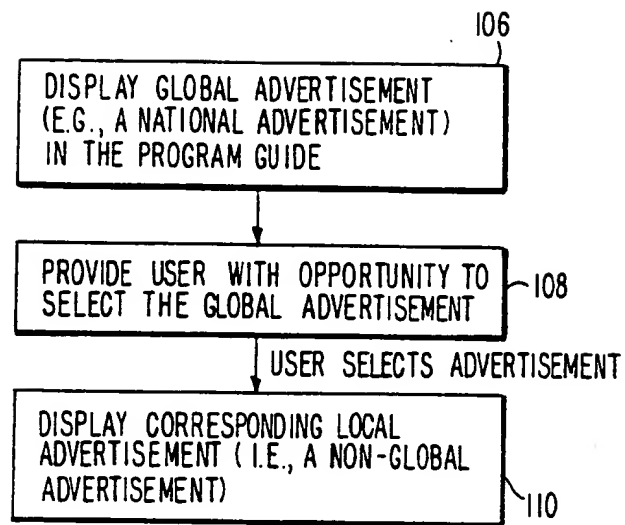 106
DISPLAY GLOBAL ADVERTISEMENT
(E.G., A NATIONAL ADVERTISEMENT)
IN THE PROGRAM GUIDE
PROVIDE USER WITH OPPORTUNITY TO
SELECT THE GLOBAL ADVERTISEMENT
108
USER SELECTS ADVERTISEMENT
DISPLAY CORRESPONDING LOCAL
ADVERTISEMENT (I.E., A NON-GLOBAL
ADVERTISEMENT)
110